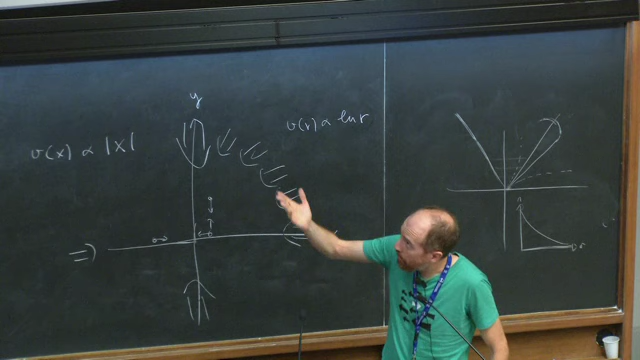 y
υ(x) ∝ |x|
υ(r) ∝ ln r
⇒